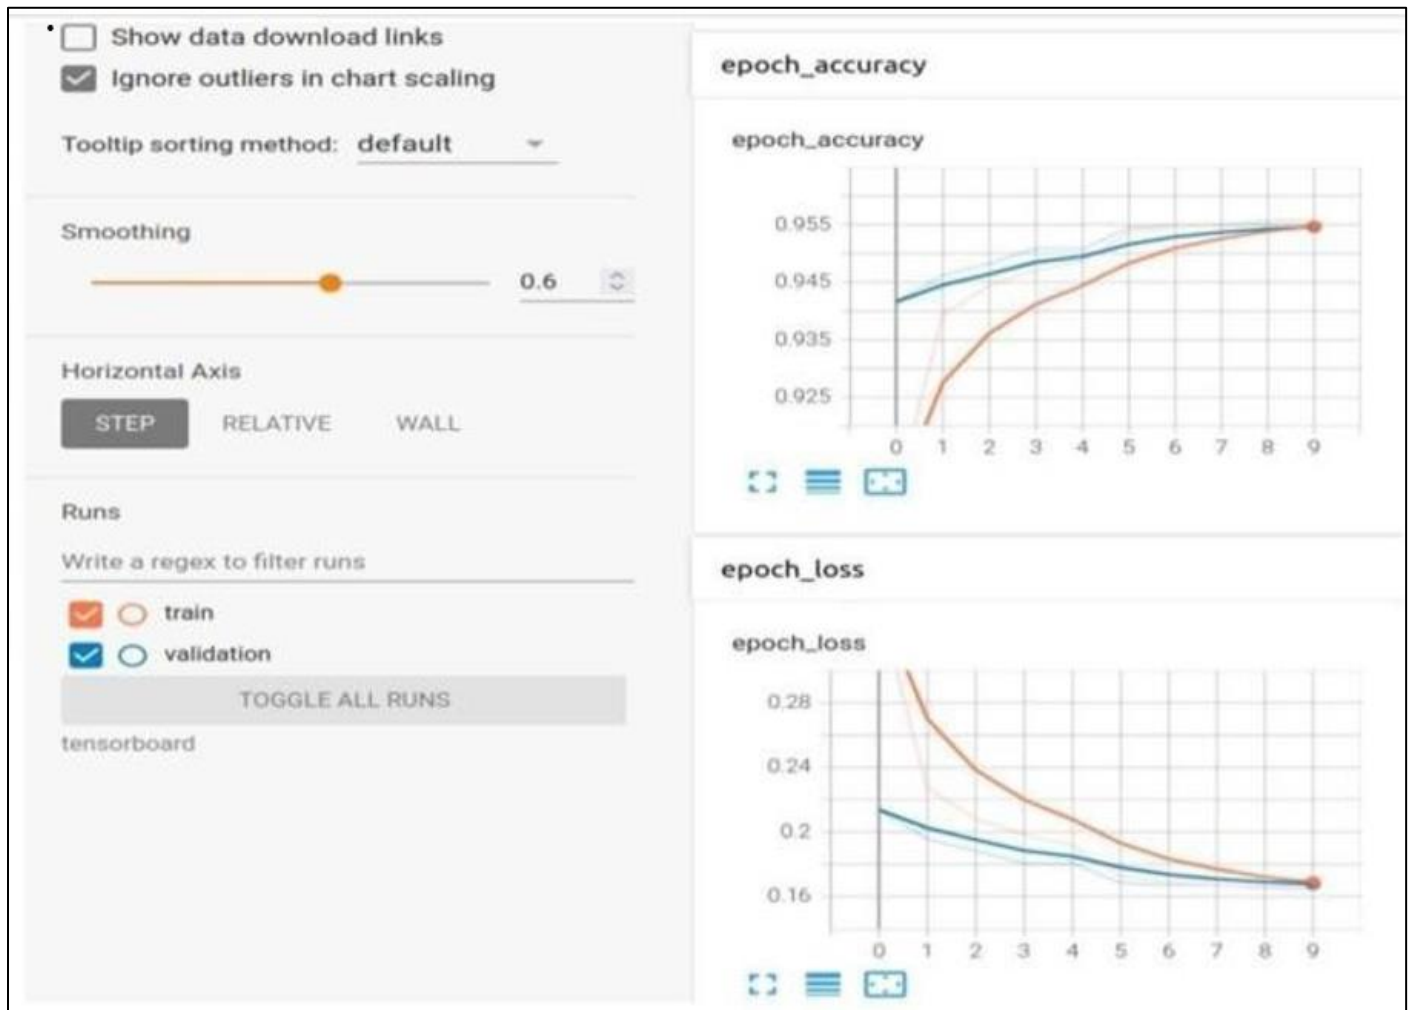 Show data download links
Ignore outliers in chart scaling
Tooltip sorting method: default
Smoothing
0.6
Horizontal Axis
STEP RELATIVE WALL
Runs
Write a regex to filter runs
train
validation
TOGGLE ALL RUNS
tensorboard
epoch_accuracy
epoch_accuracy
0.955
0.945
0.935
0.925
0 1 2 3 4 5 6 7 8 9
epoch_loss
epoch_loss
0.28
0.24
0.2
0.16
0 1 2 3 4 5 6 7 8 9